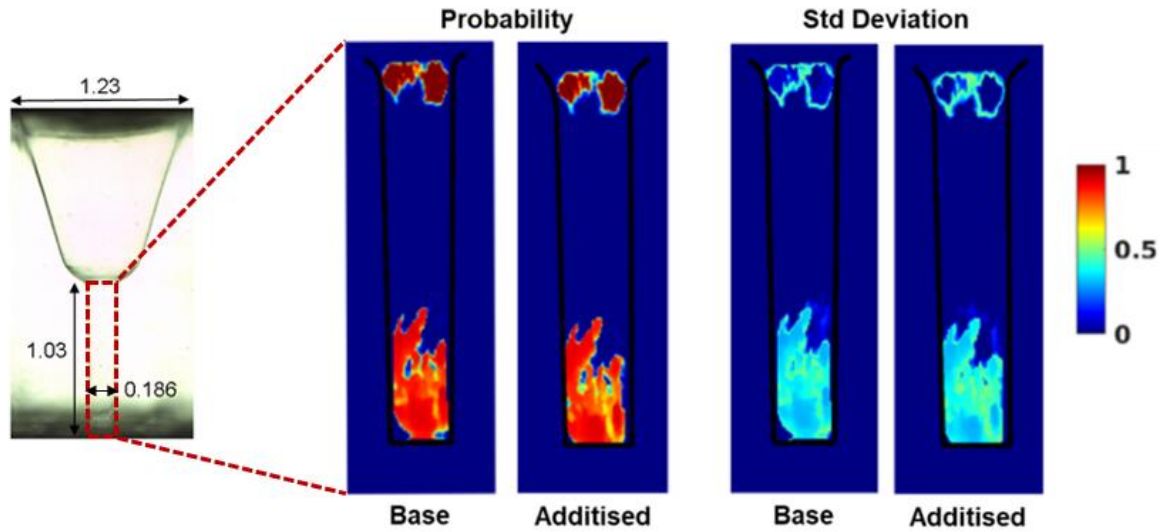 Probability
Std Deviation
1.23
1.03
0.186
1
0.5
0
Base
Additised
Base
Additised